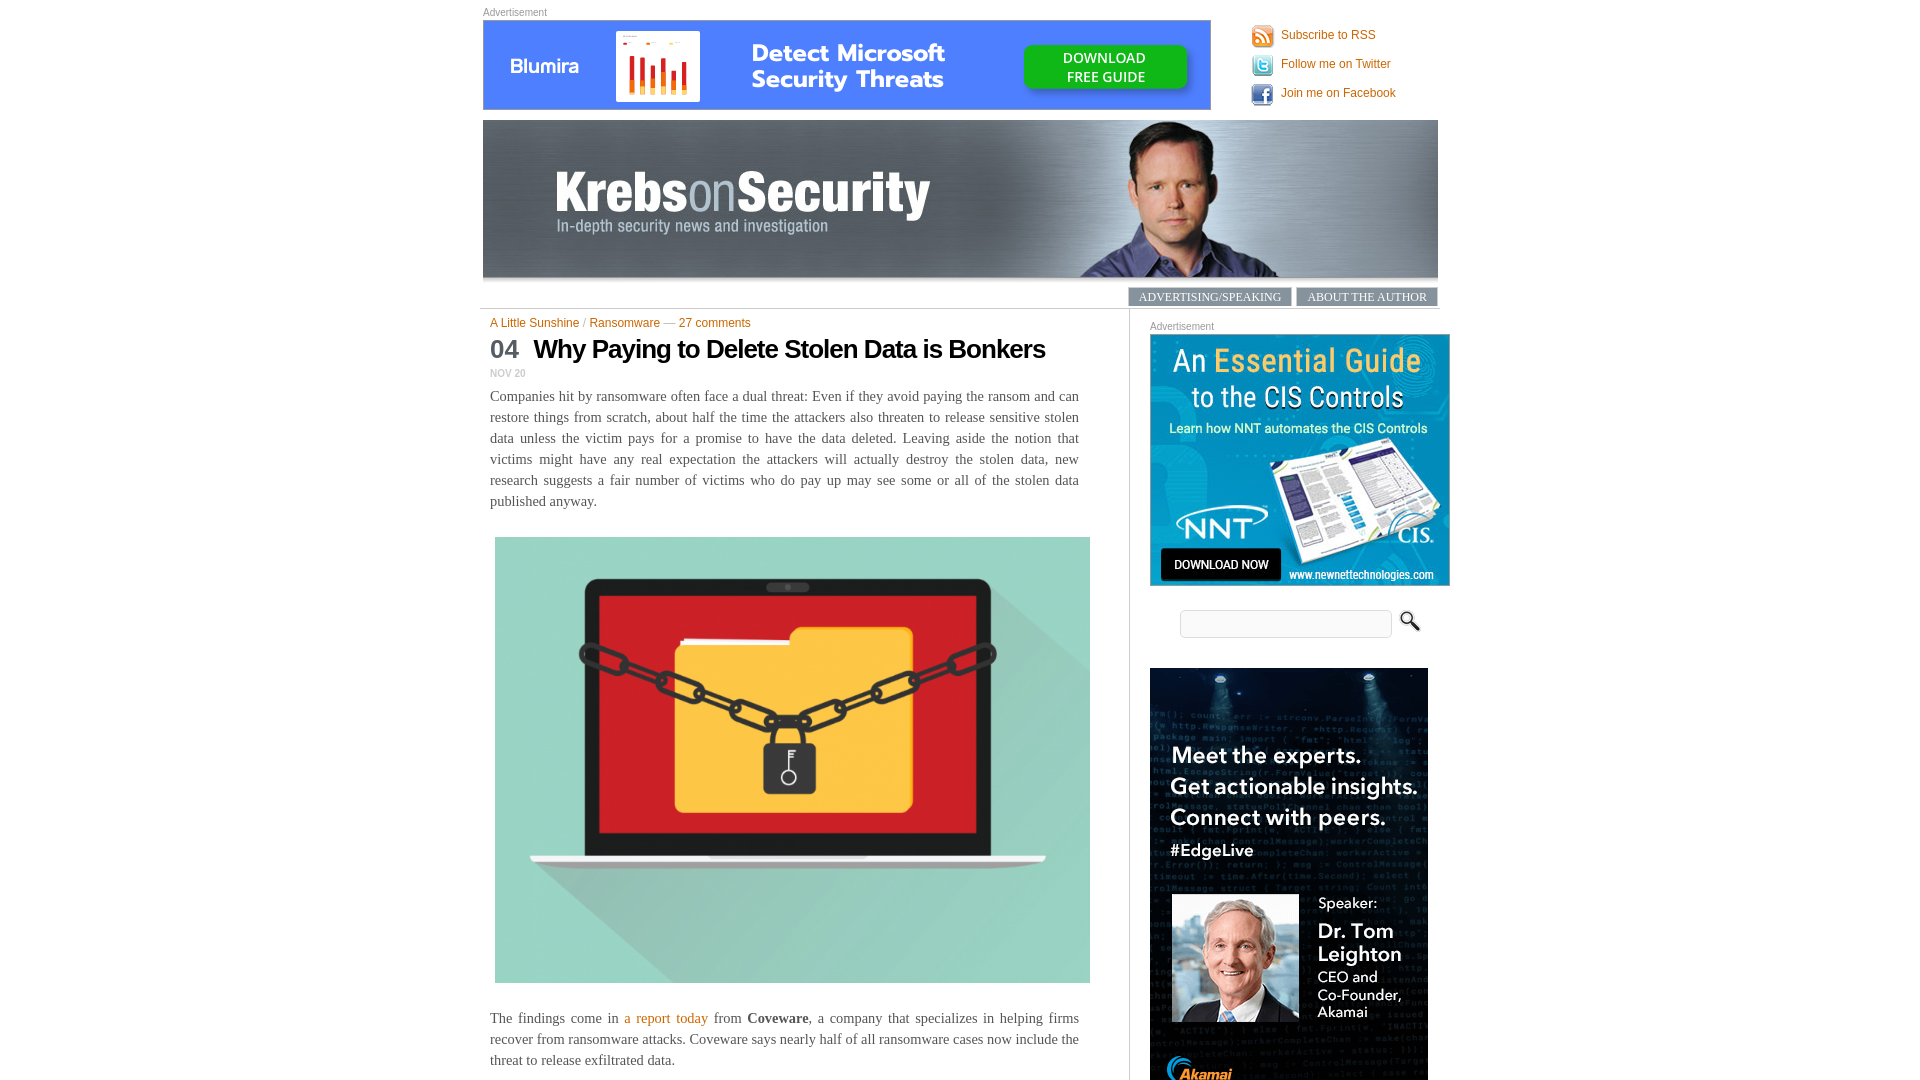 Advertisement
Blumira
Detect Microsoft
Security Threats
DOWNLOAD
FREE GUIDE
Subscribe to RSS
Follow me on Twitter
Join me on Facebook
KrebsonSecurity
In-depth security news and investigation
ADVERTISING/SPEAKING
ABOUT THE AUTHOR
A Little Sunshine / Ransomware — 27 comments
04 Why Paying to Delete Stolen Data is Bonkers
NOV 20
Companies hit by ransomware often face a dual threat: Even if they avoid paying the ransom and can
restore things from scratch, about half the time the attackers also threaten to release sensitive stolen
data unless the victim pays for a promise to have the data deleted. Leaving aside the notion that
victims might have any real expectation the attackers will actually destroy the stolen data, new
research suggests a fair number of victims who do pay up may see some or all of the stolen data
published anyway.
The findings come in a report today from Coveware, a company that specializes in helping firms
recover from ransomware attacks. Coveware says nearly half of all ransomware cases now include the
threat to release exfiltrated data.
Advertisement
An Essential Guide
to the CIS Controls
Learn how NNT automates the CIS Controls
NNT
CIS.
DOWNLOAD NOW
www.newnettechnologies.com
Meet the experts.
Get actionable insights.
Connect with peers.
#EdgeLive
Speaker:
Dr. Tom
Leighton
CEO and
Co-Founder,
Akamai
Akamai